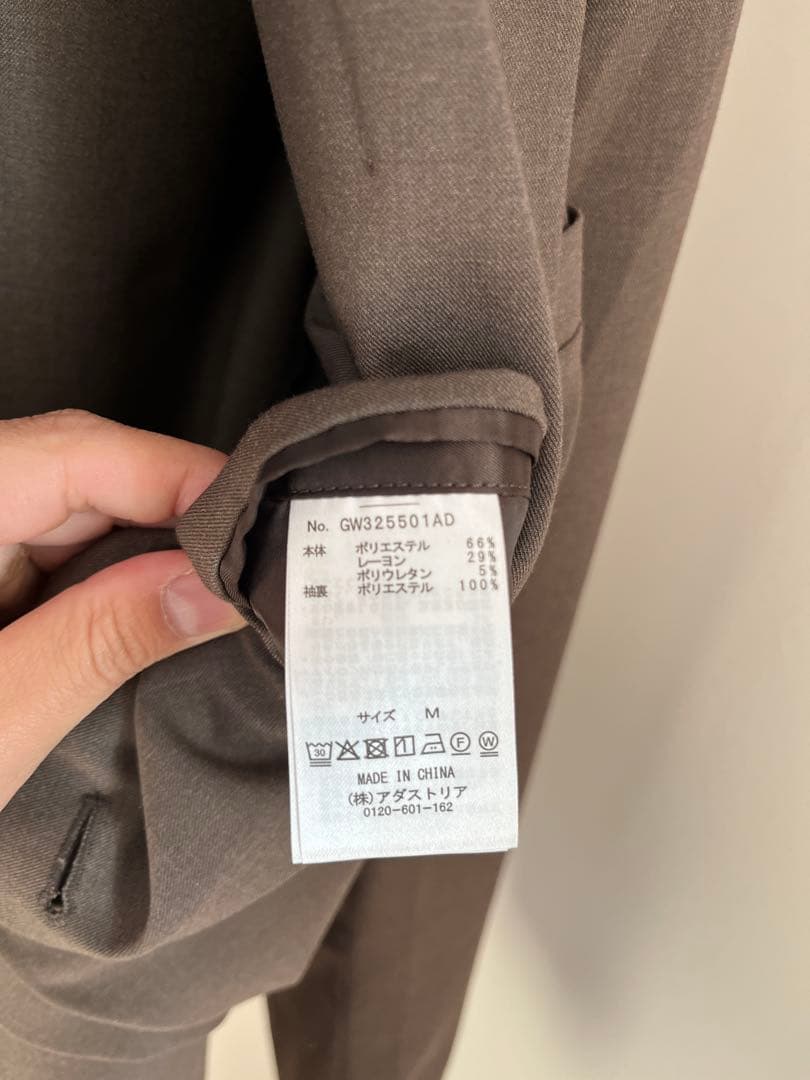 No. GW325501AD
本体 ポリエステル 66%
レーヨン 29%
ポリウレタン 5%
袖裏 ポリエステル 100%
サイズ M
30 F W
MADE IN CHINA
(株)アダストリア
0120-601-162